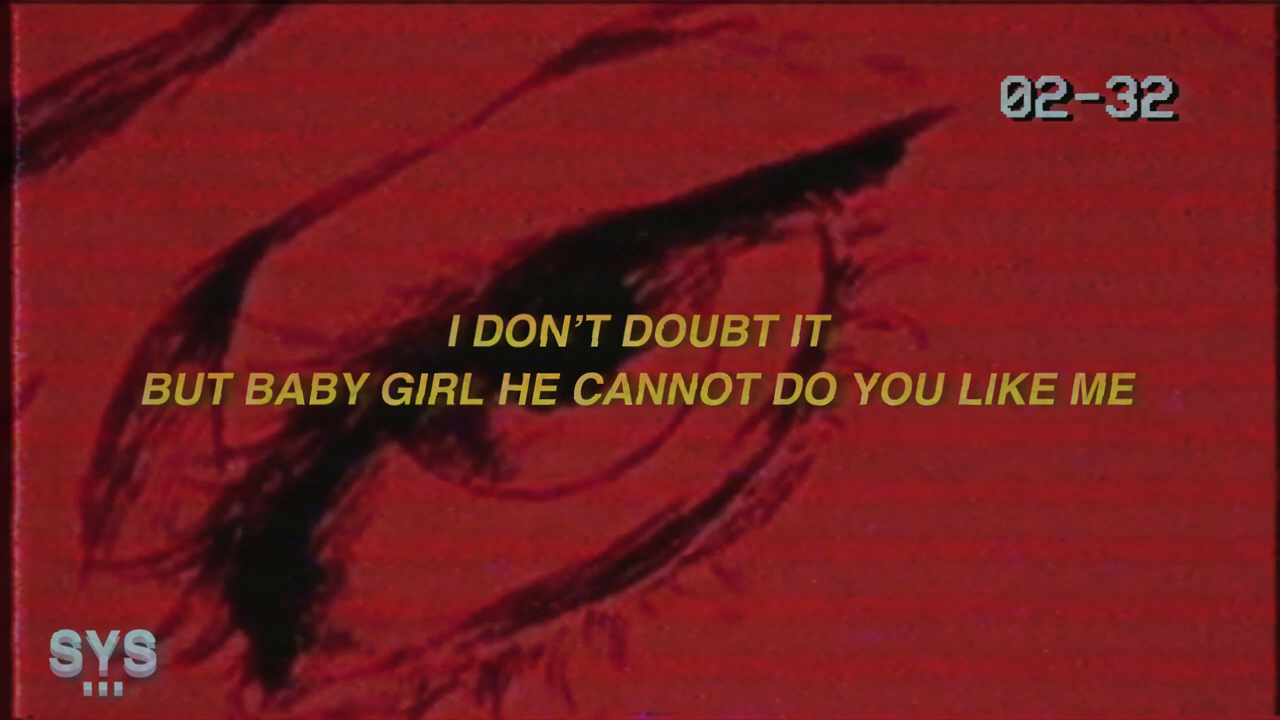 02-32
I DON'T DOUBT IT
BUT BABY GIRL HE CANNOT DO YOU LIKE ME
SYS